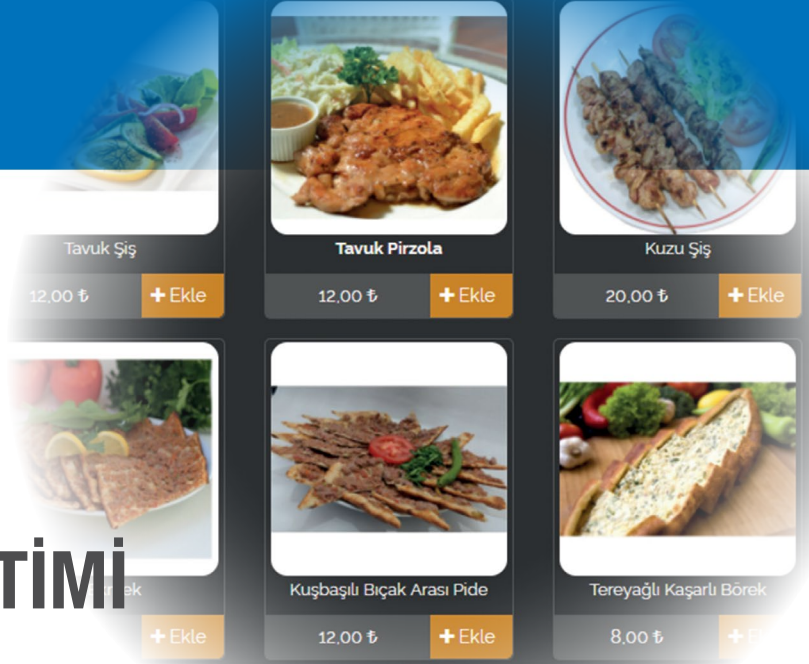 Tavuk Şiş
Tavuk Pirzola
Kuzu Şiş
12,00 ₺
+ Ekle
12,00 ₺
+ Ekle
20,00 ₺
+ Ekle
TİMİ
Kuşbaşılı Bıçak Arası Pide
Tereyağlı Kaşarlı Börek
+ Ekle
12,00 ₺
+ Ekle
8,00 ₺